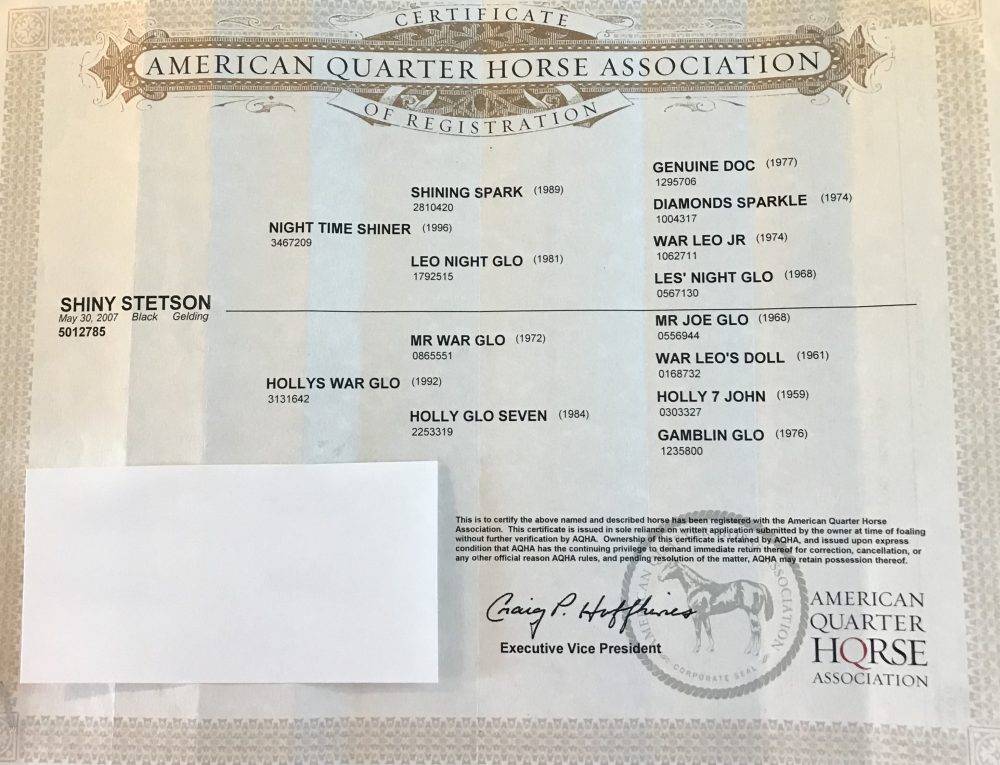 CERTIFICATE
AMERICAN QUARTER HORSE ASSOCIATION
OF REGISTRATION
GENUINE DOC (1977)
1295706
SHINING SPARK (1989)
2810420
DIAMONDS SPARKLE (1974)
1004317
NIGHT TIME SHINER (1996)
3467209
WAR LEO JR (1974)
1062711
LEO NIGHT GLO (1981)
1792515
LES' NIGHT GLO (1968)
0567130
SHINY STETSON
May 30, 2007 Black Gelding
5012785
MR JOE GLO (1968)
0556944
MR WAR GLO (1972)
0865551
WAR LEO'S DOLL (1961)
0168732
HOLLYS WAR GLO (1992)
3131642
HOLLY 7 JOHN (1959)
0303327
HOLLY GLO SEVEN (1984)
2253319
GAMBLIN GLO (1976)
1235800
This is to certify the above named and described horse has been registered with the American Quarter Horse
Association. This certificate is issued in sole reliance on written application submitted by the owner at time of foaling
without further verification by AQHA. Ownership of this certificate is retained by AQHA, and issued upon express
condition that AQHA has the continuing privilege to demand immediate return thereof for correction, cancellation, or
any other official reason AQHA rules, and pending resolution of the matter, AQHA may retain possession thereof.
Craig P. Huffhines
Executive Vice President
AMERICAN QUARTER HORSE ASSOCIATION
CORPORATE SEAL
AMERICAN
QUARTER
HORSE
ASSOCIATION